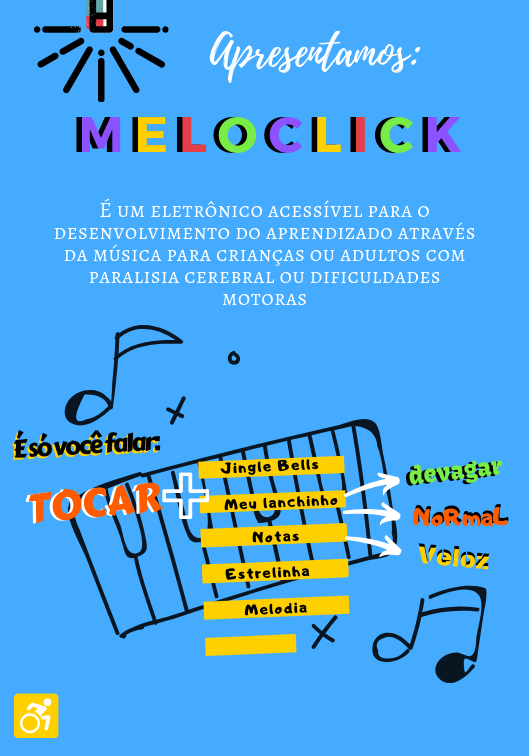 Apresentamos:
MELOCLICK
É um eletrônico acessível para o
desenvolvimento do aprendizado através
da música para crianças ou adultos com
paralisia cerebral ou dificuldades
motoras
É só você falar:
TOCAR+
Jingle Bells
Meu lanchinho
Notas
Estrelinha
Melodia
devagar
NoRmaL
Veloz